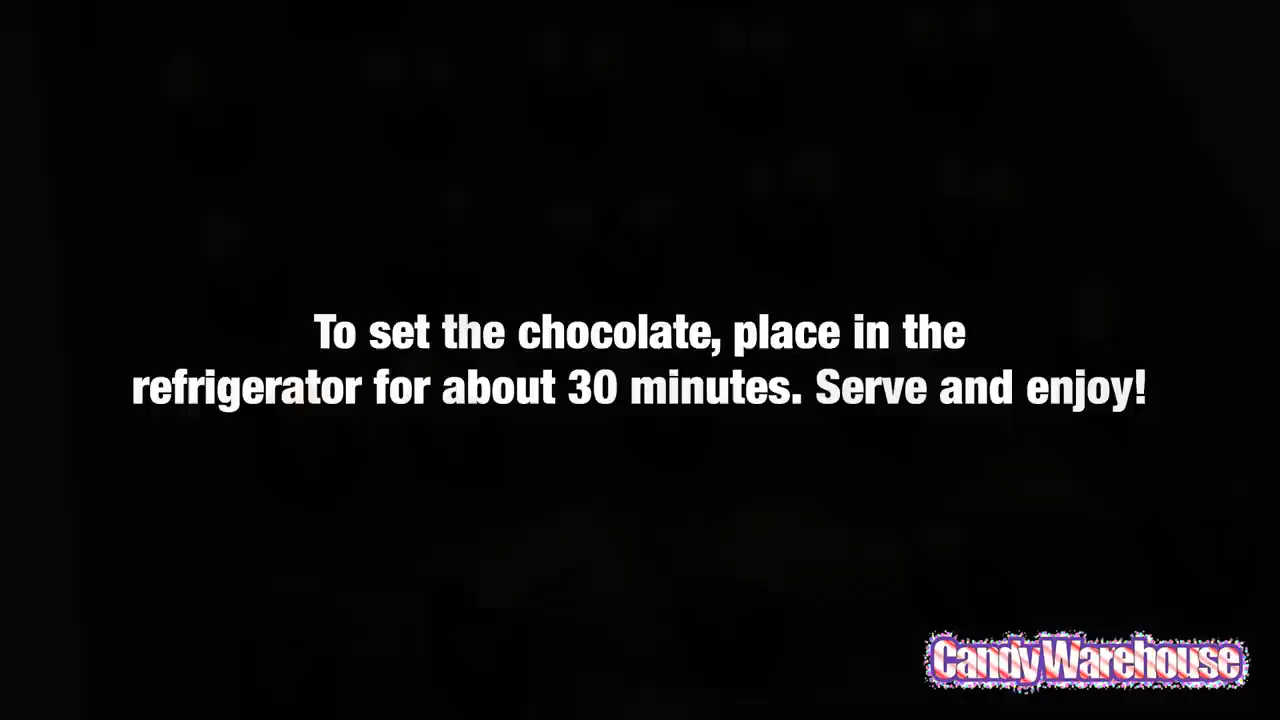 To set the chocolate, place in the
refrigerator for about 30 minutes. Serve and enjoy!
CandyWarehouse